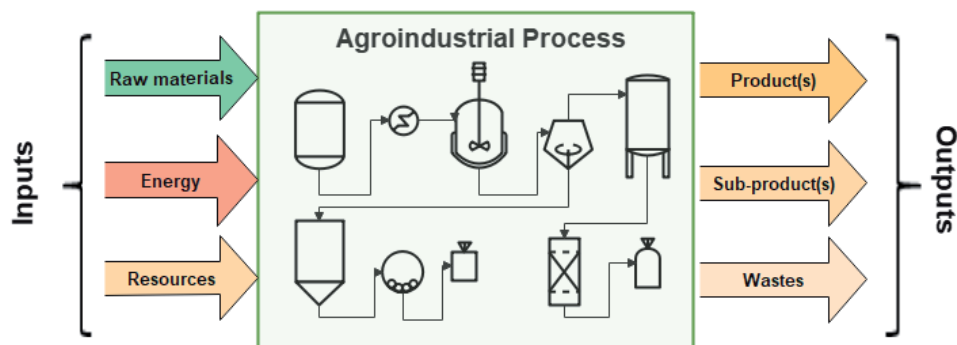 Agroindustrial Process
Inputs
Raw materials
Energy
Resources
Product(s)
Sub-product(s)
Wastes
Outputs